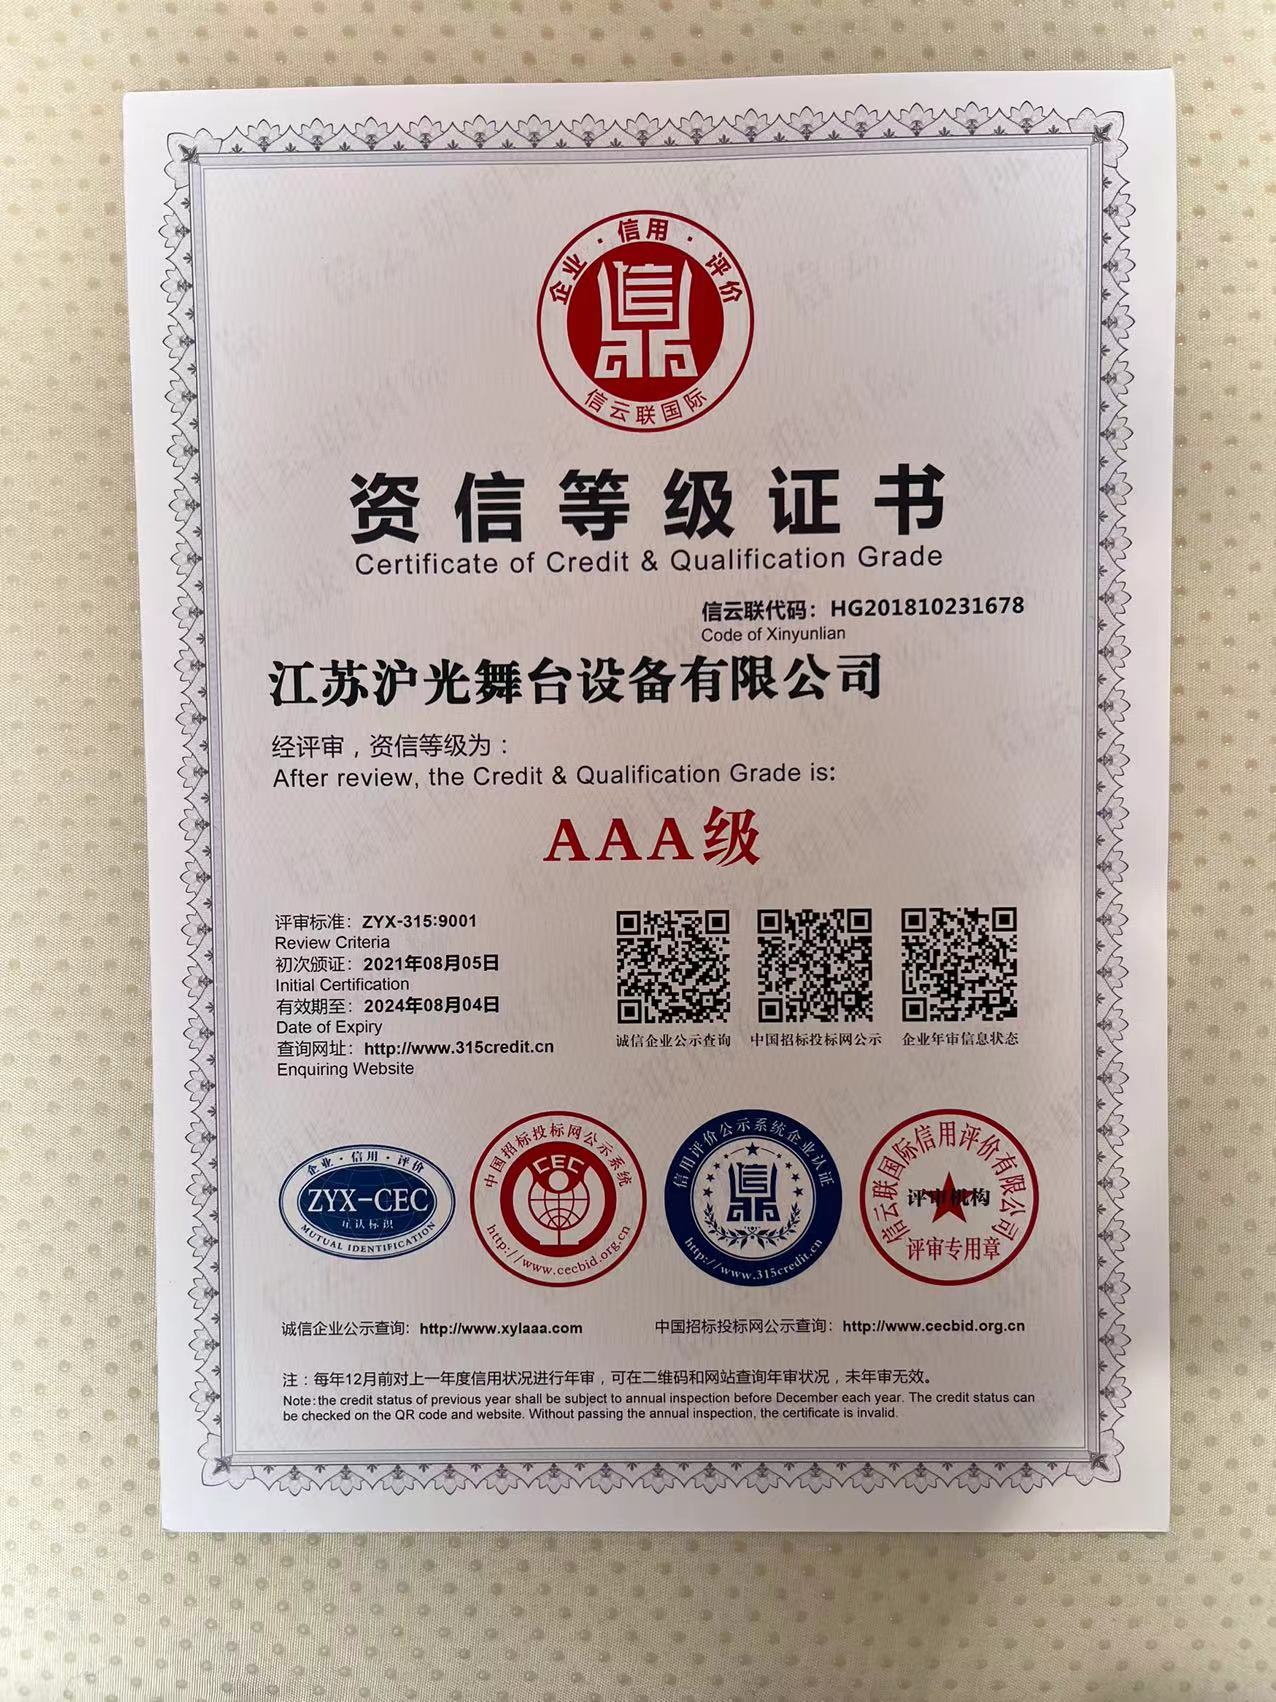 企业·信用·评价
信
信云联国际
资信等级证书
Certificate of Credit & Qualification Grade
信云联代码：HG201810231678
Code of Xinyunlian
江苏沪光舞台设备有限公司
经评审，资信等级为：
After review, the Credit & Qualification Grade is:
AAA级
评审标准：ZYX-315:9001
Review Criteria
初次颁证：2021年08月05日
Initial Certification
有效期至：2024年08月04日
Date of Expiry
查询网址：http://www.315credit.cn
Enquiring Website
诚信企业公示查询
中国招标投标网公示
企业年审信息状态
企业·信用·评价
ZYX-CEC
互认标识
MUTUAL IDENTIFICATION
中国招标投标网公示系统
CEC
http://www.cecbid.org.cn
信用评价公示系统企业认证
信
http://www.315credit.cn
信云联国际信用评价有限公司
评审机构
评审专用章
诚信企业公示查询：http://www.xylaaa.com
中国招标投标网公示查询：http://www.cecbid.org.cn
注：每年12月前对上一年度信用状况进行年审，可在二维码和网站查询年审状况，未年审无效。
Note:the credit status of previous year shall be subject to annual inspection before December each year. The credit status can
be checked on the QR code and website. Without passing the annual inspection, the certificate is invalid.